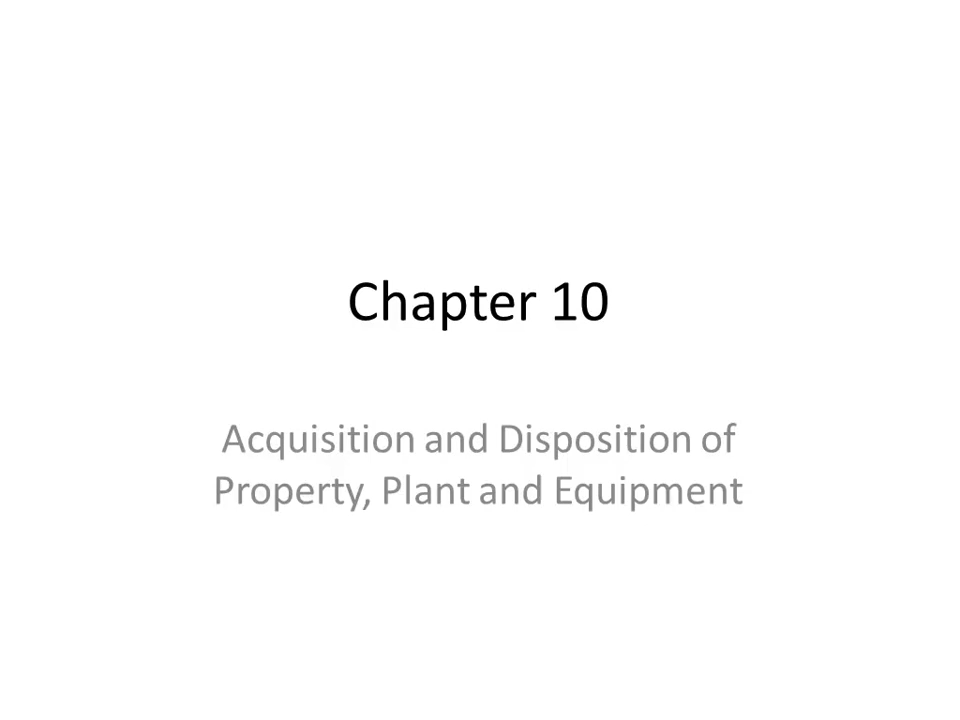 Chapter 10
Acquisition and Disposition of
Property, Plant and Equipment